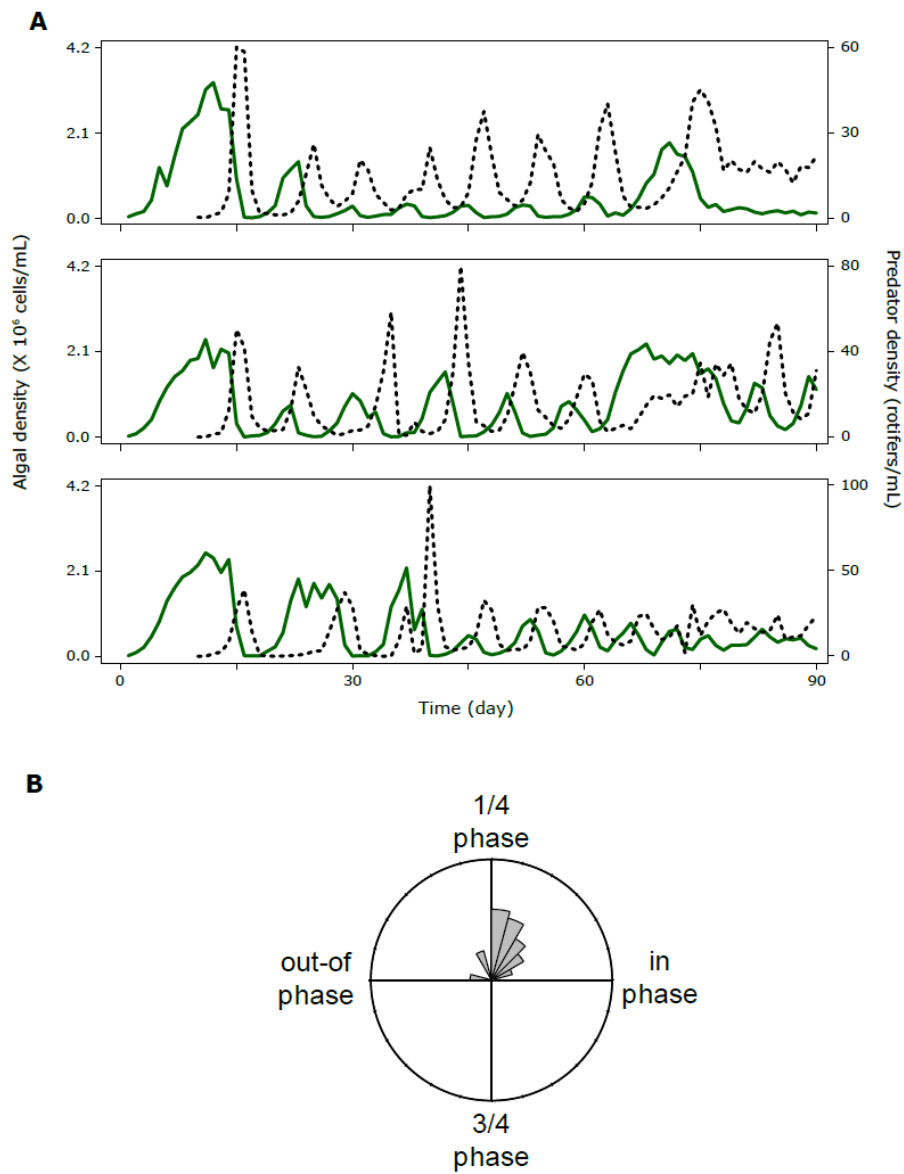 A
4.2
2.1
0.0
60
30
0
4.2
2.1
0.0
80
40
0
4.2
2.1
0.0
100
50
0
Algal density (X 10⁶ cells/mL)
Predator density (rotifers/mL)
0 30 60 90
Time (day)
B
1/4
phase
out-of
phase
in
phase
3/4
phase